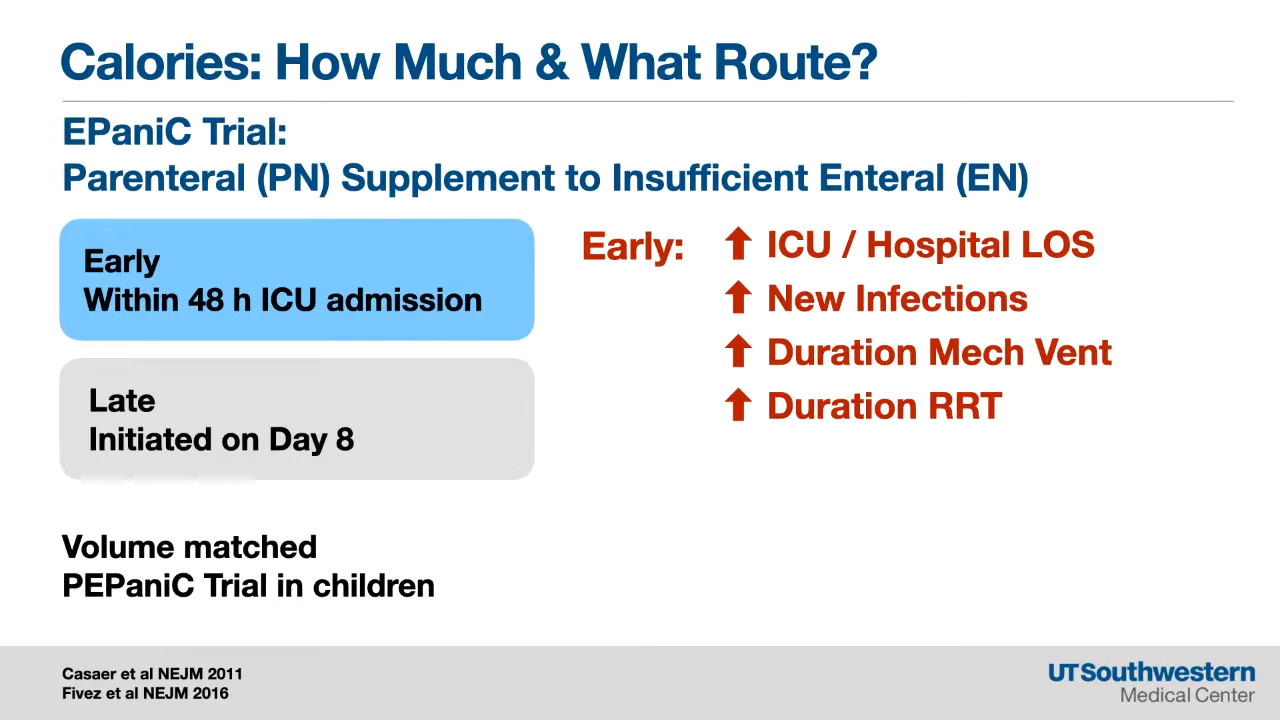 Calories: How Much & What Route?
EPaniC Trial:
Parenteral (PN) Supplement to Insufficient Enteral (EN)
Early
Within 48 h ICU admission
Late
Initiated on Day 8
Early:
↑ ICU / Hospital LOS
↑ New Infections
↑ Duration Mech Vent
↑ Duration RRT
Volume matched
PEPaniC Trial in children
Casaer et al NEJM 2011
Fivez et al NEJM 2016
UTSouthwestern
Medical Center